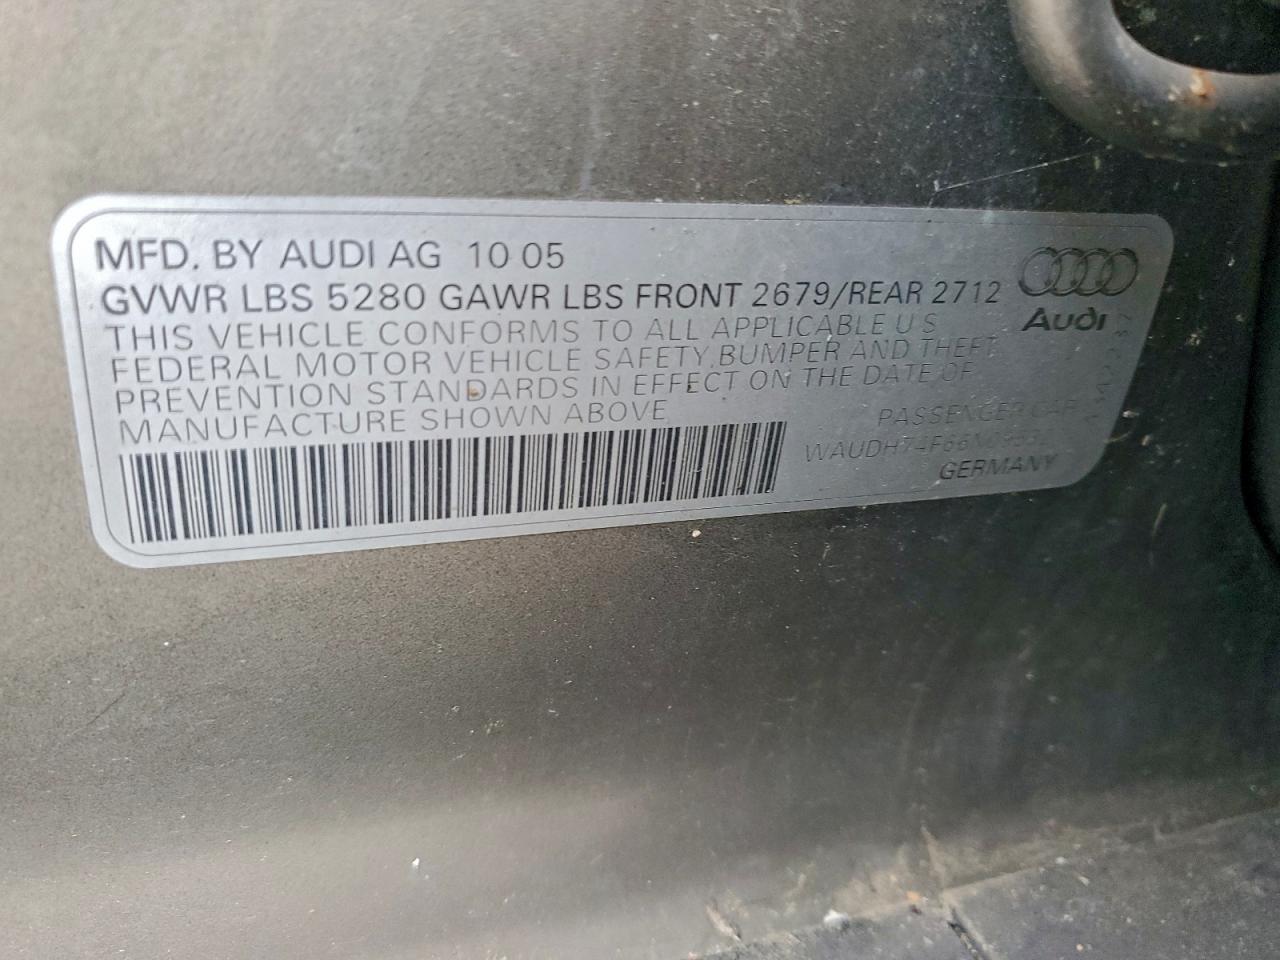 MFD. BY AUDI AG 10 05
GVWR LBS 5280 GAWR LBS FRONT 2679/REAR 2712
Audi
THIS VEHICLE CONFORMS TO ALL APPLICABLE U S
FEDERAL MOTOR VEHICLE SAFETY, BUMPER AND THEFT
PREVENTION STANDARDS IN EFFECT ON THE DATE OF
MANUFACTURE SHOWN ABOVE
PASSENGER CAR
GERMANY